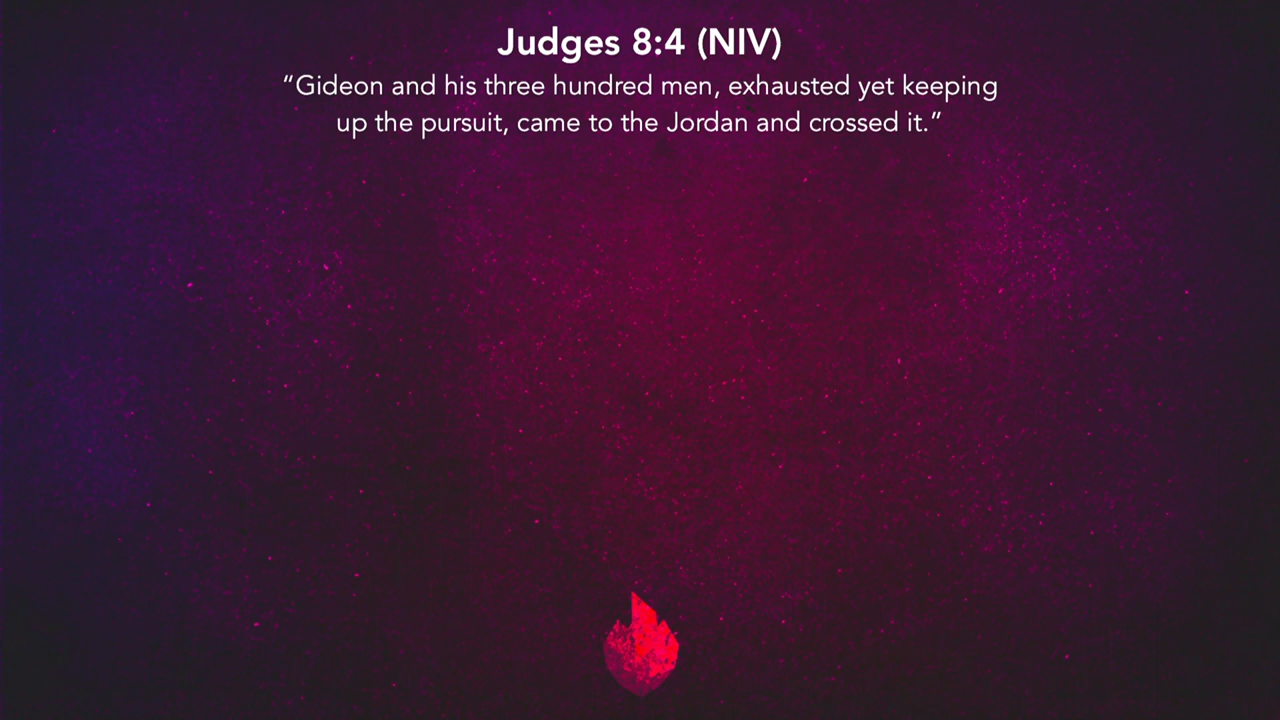 Judges 8:4 (NIV)
“Gideon and his three hundred men, exhausted yet keeping
up the pursuit, came to the Jordan and crossed it.”